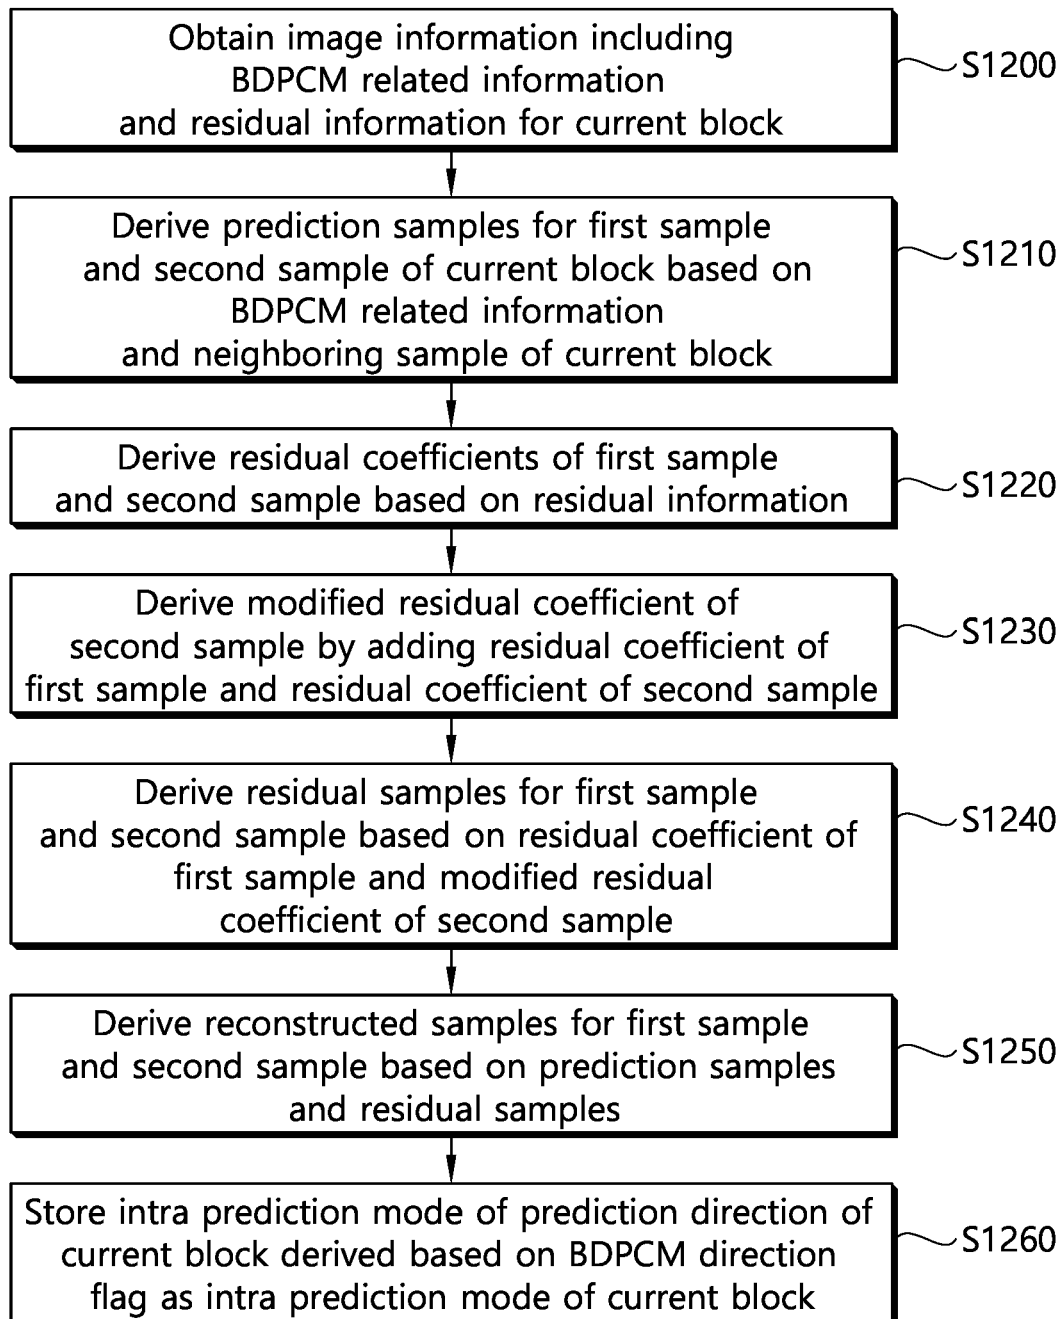 Obtain image information including
BDPCM related information
and residual information for current block
S1200
Derive prediction samples for first sample
and second sample of current block based on
BDPCM related information
and neighboring sample of current block
S1210
Derive residual coefficients of first sample
and second sample based on residual information
S1220
Derive modified residual coefficient of
second sample by adding residual coefficient of
first sample and residual coefficient of second sample
S1230
Derive residual samples for first sample
and second sample based on residual coefficient of
first sample and modified residual
coefficient of second sample
S1240
Derive reconstructed samples for first sample
and second sample based on prediction samples
and residual samples
S1250
Store intra prediction mode of prediction direction of
current block derived based on BDPCM direction
flag as intra prediction mode of current block
S1260